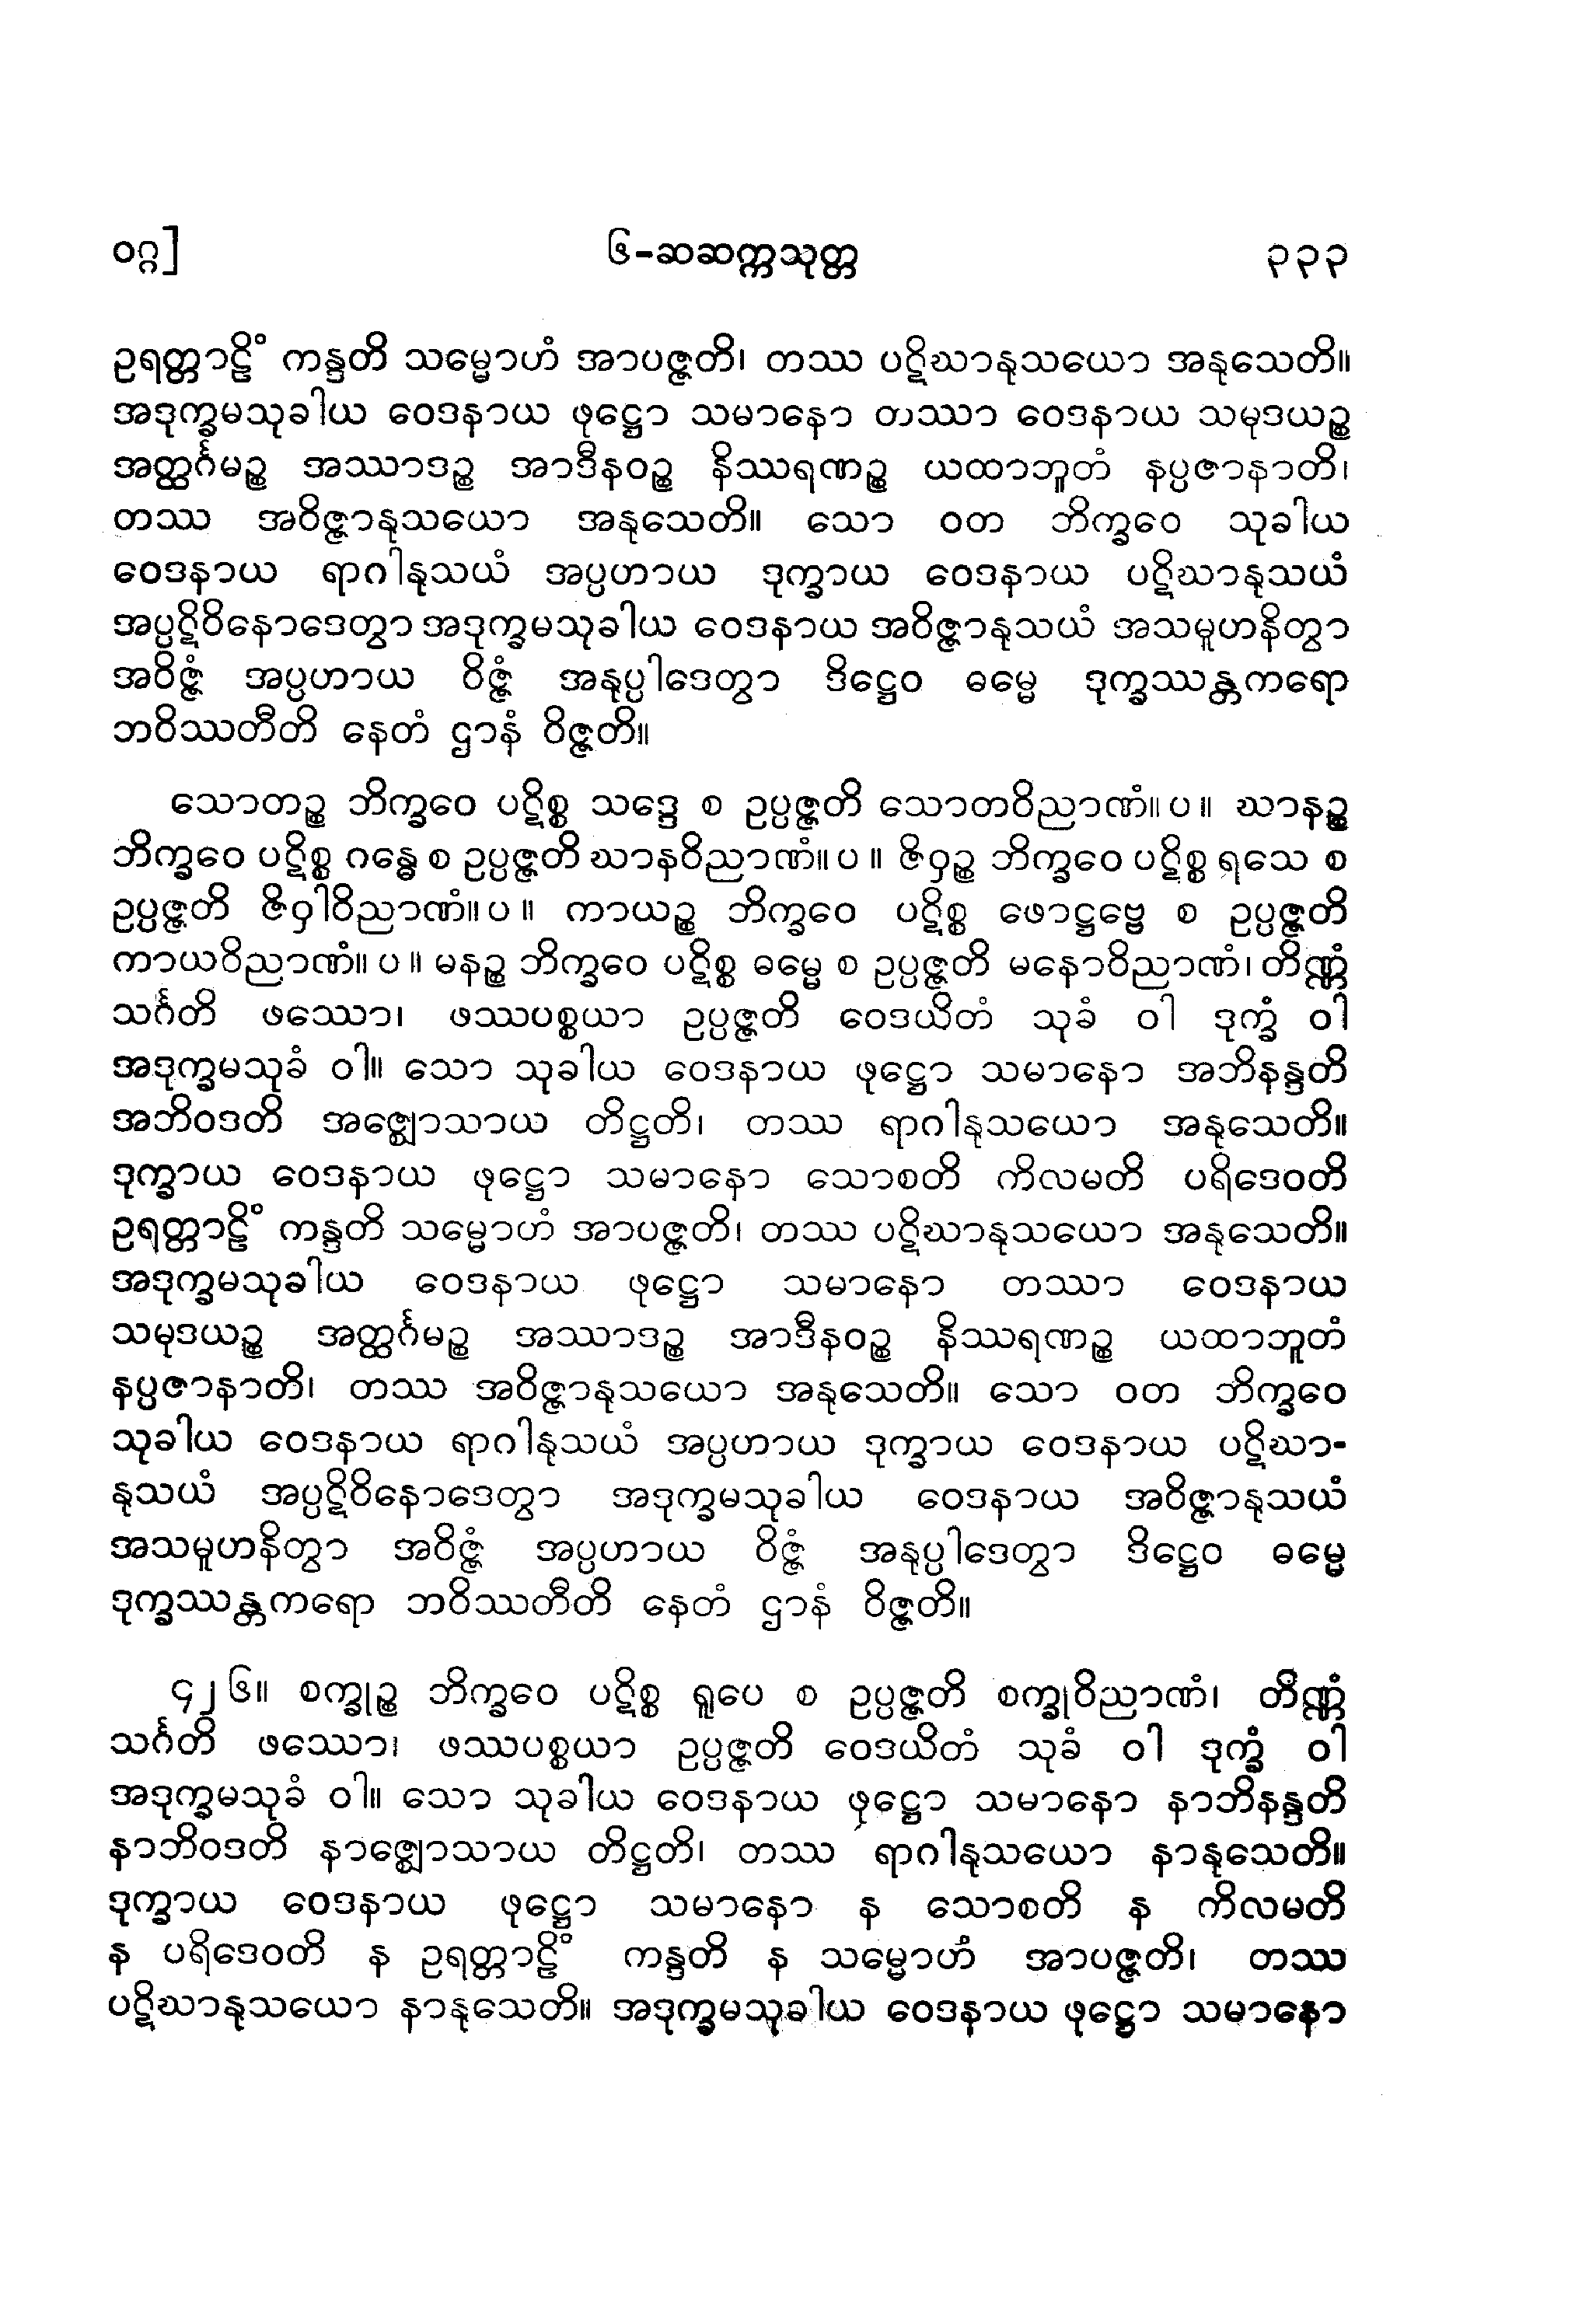 ဝဂ္ဂ]
၆-ဆဆက္ကသုတ္တ
၃၃၃
ဥရတ္တာဠိံ ကန္ဒတိ သမ္မောဟံ အာပဇ္ဇတိ၊ တဿ ပဋိဃာနုသယော အနုသေတိ။
အဒုက္ခမသုခါယ ဝေဒနာယ ဖုဋ္ဌော သမာနော တဿာ ဝေဒနာယ သမုဒယဉ္စ
အတ္ထင်္ဂမဉ္စ အဿာဒဉ္စ အာဒီနဝဉ္စ နိဿရဏဉ္စ ယထာဘူတံ နပ္ပဇာနာတိ၊
တဿ အဝိဇ္ဇာနုသယော အနုသေတိ။ သော ဝတ ဘိက္ခဝေ သုခါယ
ဝေဒနာယ ရာဂါနုသယံ အပ္ပဟာယ ဒုက္ခာယ ဝေဒနာယ ပဋိဃာနုသယံ
အပ္ပဋိဝိနောဒေတွာ အဒုက္ခမသုခါယ ဝေဒနာယ အဝိဇ္ဇာနုသယံ အသမူဟနိတွာ
အဝိဇ္ဇံ အပ္ပဟာယ ဝိဇ္ဇံ အနုပ္ပါဒေတွာ ဒိဋ္ဌေဝ ဓမ္မေ ဒုက္ခဿန္တကရော
ဘဝိဿတီတိ နေတံ ဌာနံ ဝိဇ္ဇတိ။
သောတဉ္စ ဘိက္ခဝေ ပဋိစ္စ သဒ္ဒေ စ ဥပ္ပဇ္ဇတိ သောတဝိညာဏံ။ ပ ။ ဃာနဉ္စ
ဘိက္ခဝေ ပဋိစ္စ ဂန္ဓေ စ ဥပ္ပဇ္ဇတိ ဃာနဝိညာဏံ။ ပ ။ ဇိဝှဉ္စ ဘိက္ခဝေ ပဋိစ္စ ရသေ စ
ဥပ္ပဇ္ဇတိ ဇိဝှါဝိညာဏံ။ ပ ။ ကာယဉ္စ ဘိက္ခဝေ ပဋိစ္စ ဖောဋ္ဌဗ္ဗေ စ ဥပ္ပဇ္ဇတိ
ကာယဝိညာဏံ။ ပ ။ မနဉ္စ ဘိက္ခဝေ ပဋိစ္စ ဓမ္မေ စ ဥပ္ပဇ္ဇတိ မနောဝိညာဏံ၊ တိဏ္ဏံ
သင်္ဂတိ ဖဿော၊ ဖဿပစ္စယာ ဥပ္ပဇ္ဇတိ ဝေဒယိတံ သုခံ ဝါ ဒုက္ခံ ဝါ
အဒုက္ခမသုခံ ဝါ။ သော သုခါယ ဝေဒနာယ ဖုဋ္ဌော သမာနော အဘိနန္ဒတိ
အဘိဝဒတိ အဇ္ဈောသာယ တိဋ္ဌတိ၊ တဿ ရာဂါနုသယော အနုသေတိ။
ဒုက္ခာယ ဝေဒနာယ ဖုဋ္ဌော သမာနော သောစတိ ကိလမတိ ပရိဒေဝတိ
ဥရတ္တာဠိံ ကန္ဒတိ သမ္မောဟံ အာပဇ္ဇတိ၊ တဿ ပဋိဃာနုသယော အနုသေတိ။
အဒုက္ခမသုခါယ ဝေဒနာယ ဖုဋ္ဌော သမာနော တဿာ ဝေဒနာယ
သမုဒယဉ္စ အတ္ထင်္ဂမဉ္စ အဿာဒဉ္စ အာဒီနဝဉ္စ နိဿရဏဉ္စ ယထာဘူတံ
နပ္ပဇာနာတိ၊ တဿ အဝိဇ္ဇာနုသယော အနုသေတိ။ သော ဝတ ဘိက္ခဝေ
သုခါယ ဝေဒနာယ ရာဂါနုသယံ အပ္ပဟာယ ဒုက္ခာယ ဝေဒနာယ ပဋိဃာ-
နုသယံ အပ္ပဋိဝိနောဒေတွာ အဒုက္ခမသုခါယ ဝေဒနာယ အဝိဇ္ဇာနုသယံ
အသမူဟနိတွာ အဝိဇ္ဇံ အပ္ပဟာယ ဝိဇ္ဇံ အနုပ္ပါဒေတွာ ဒိဋ္ဌေဝ ဓမ္မေ
ဒုက္ခဿန္တကရော ဘဝိဿတီတိ နေတံ ဌာနံ ဝိဇ္ဇတိ။
၄၂၆။ စက္ခုဉ္စ ဘိက္ခဝေ ပဋိစ္စ ရူပေ စ ဥပ္ပဇ္ဇတိ စက္ခုဝိညာဏံ၊ တိဏ္ဏံ
သင်္ဂတိ ဖဿော၊ ဖဿပစ္စယာ ဥပ္ပဇ္ဇတိ ဝေဒယိတံ သုခံ ဝါ ဒုက္ခံ ဝါ
အဒုက္ခမသုခံ ဝါ။ သော သုခါယ ဝေဒနာယ ဖုဋ္ဌော သမာနော နာဘိနန္ဒတိ
နာဘိဝဒတိ နာဇ္ဈောသာယ တိဋ္ဌတိ၊ တဿ ရာဂါနုသယော နာနုသေတိ။
ဒုက္ခာယ ဝေဒနာယ ဖုဋ္ဌော သမာနော န သောစတိ န ကိလမတိ
န ပရိဒေဝတိ န ဥရတ္တာဠိံ ကန္ဒတိ န သမ္မောဟံ အာပဇ္ဇတိ၊ တဿ
ပဋိဃာနုသယော နာနုသေတိ။ အဒုက္ခမသုခါယ ဝေဒနာယ ဖုဋ္ဌော သမာနော